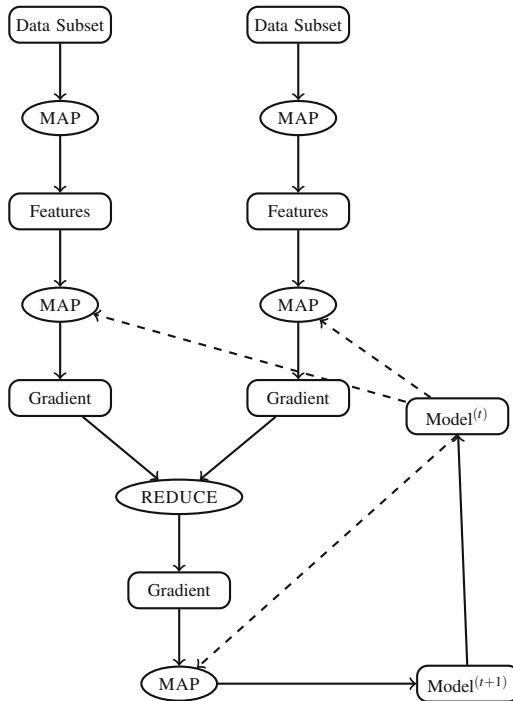 Data Subset
Data Subset
MAP
MAP
Features
Features
MAP
MAP
Gradient
Gradient
Model(t)
REDUCE
Gradient
MAP
Model(t+1)